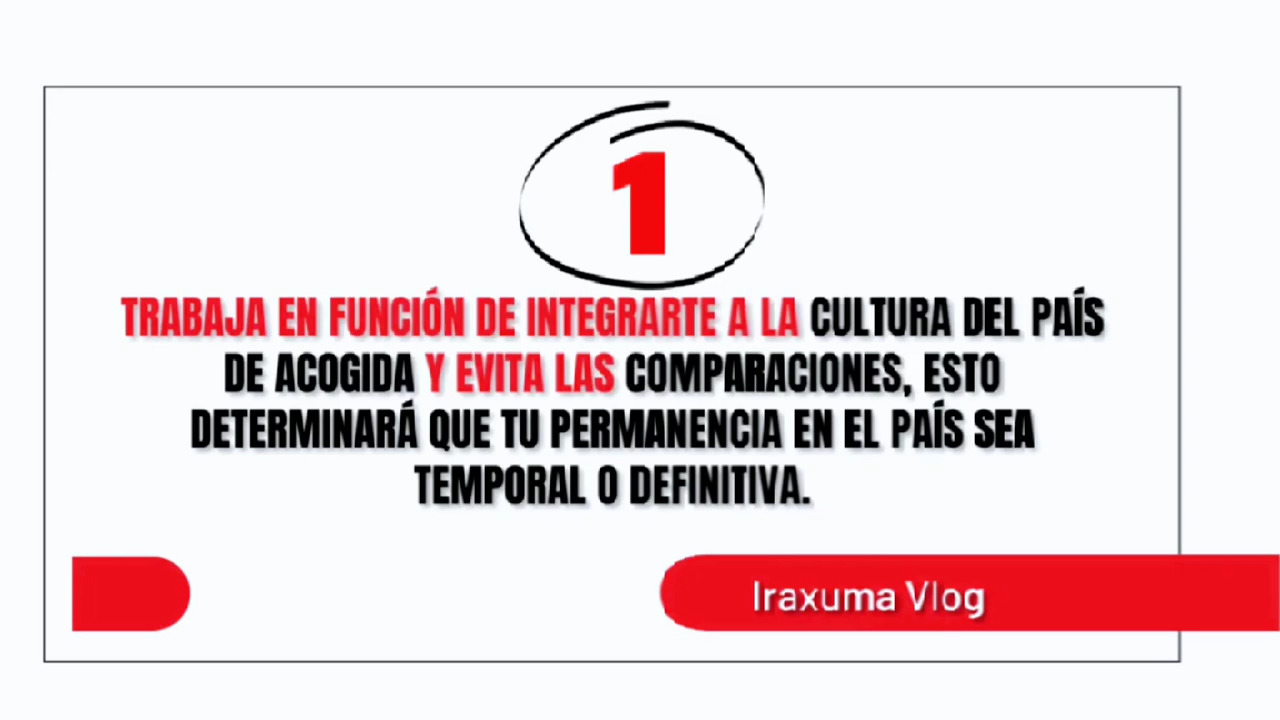 1
TRABAJA EN FUNCIÓN DE INTEGRARTE A LA CULTURA DEL PAÍS
DE ACOGIDA Y EVITA LAS COMPARACIONES, ESTO
DETERMINARÁ QUE TU PERMANENCIA EN EL PAÍS SEA
TEMPORAL O DEFINITIVA.
Iraxuma Vlog